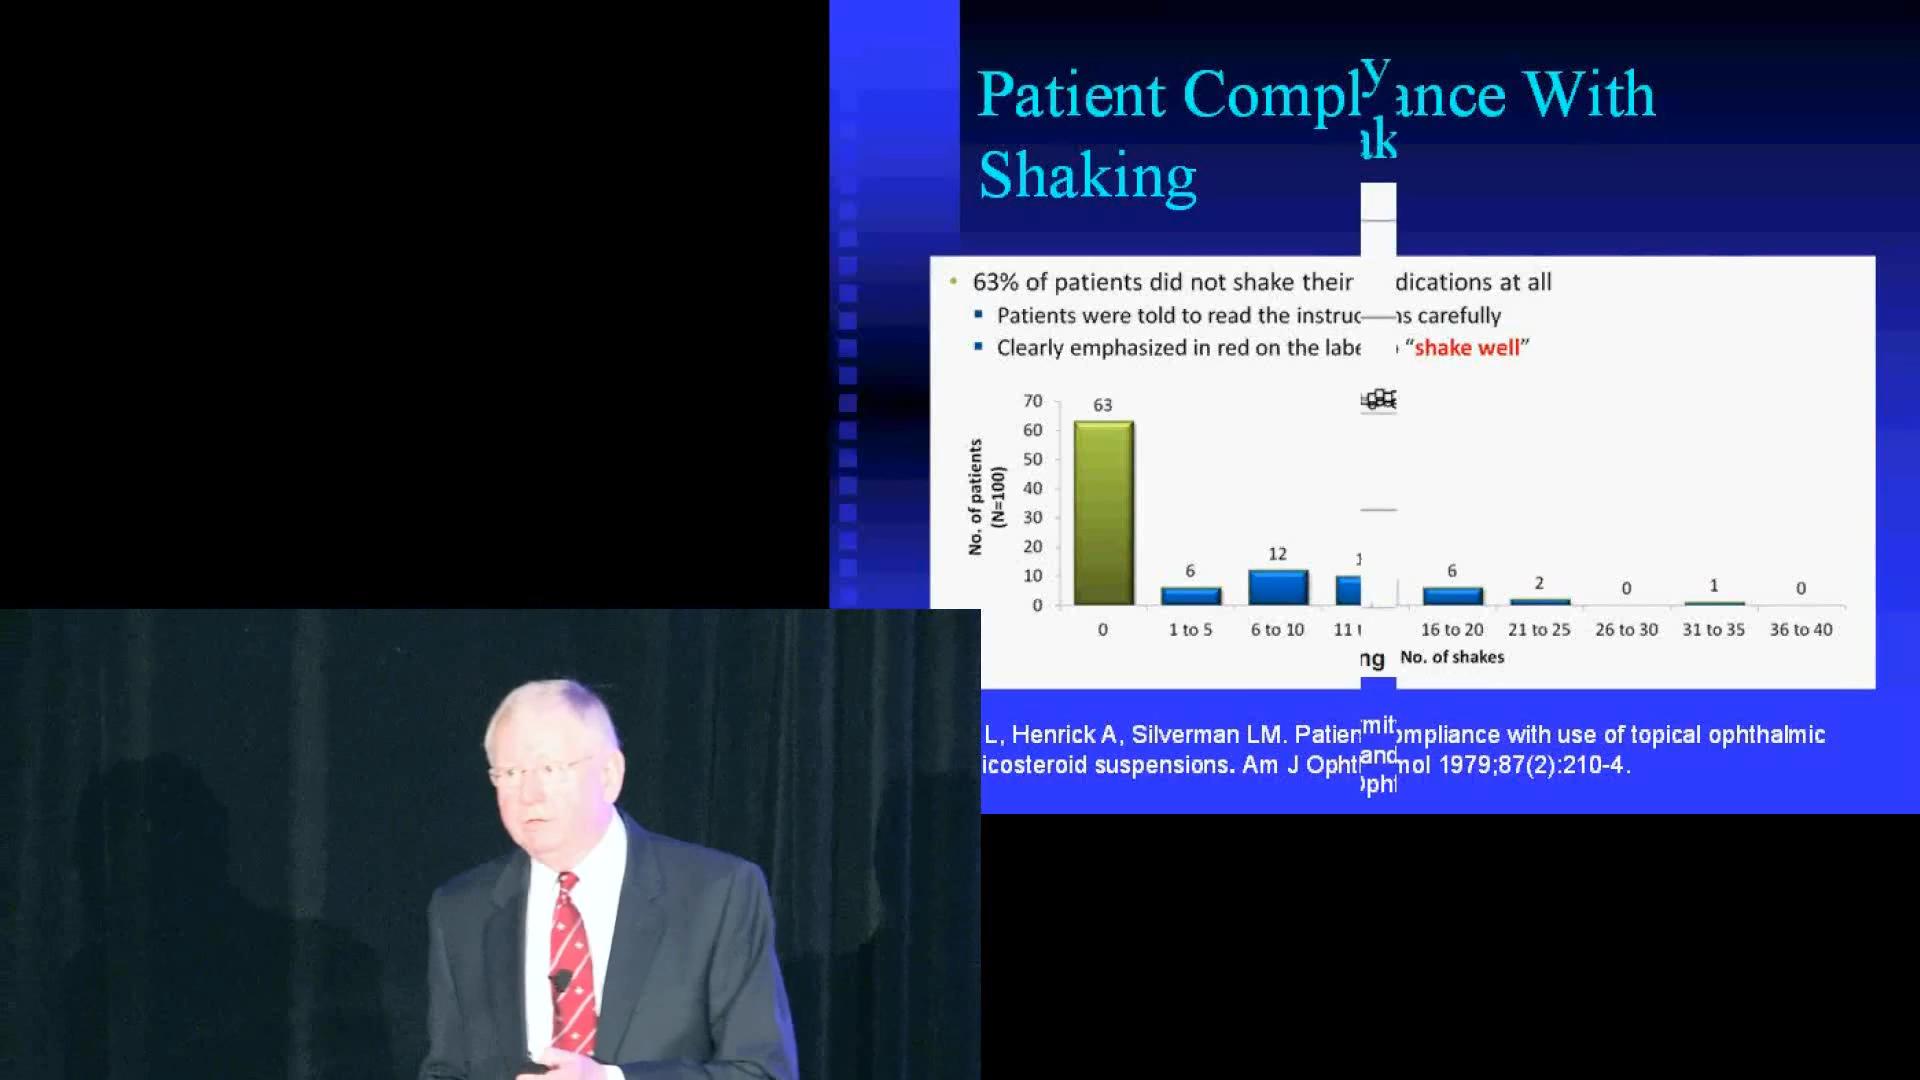 Patient Compl ance With
Shaking
63% of patients did not shake their dications at all
Patients were told to read the instruc ns carefully
Clearly emphasized in red on the labe “shake well”
No. of patients
(N=100)
70
60
50
40
30
20
10
0
63
6
12
6
2
0
1
0
0
1 to 5
6 to 10
11
16 to 20
21 to 25
26 to 30
31 to 35
36 to 40
ng No. of shakes
L, Henrick A, Silverman LM. Patien mpliance with use of topical ophthalmic
icosteroid suspensions. Am J Opht mol 1979;87(2):210-4.